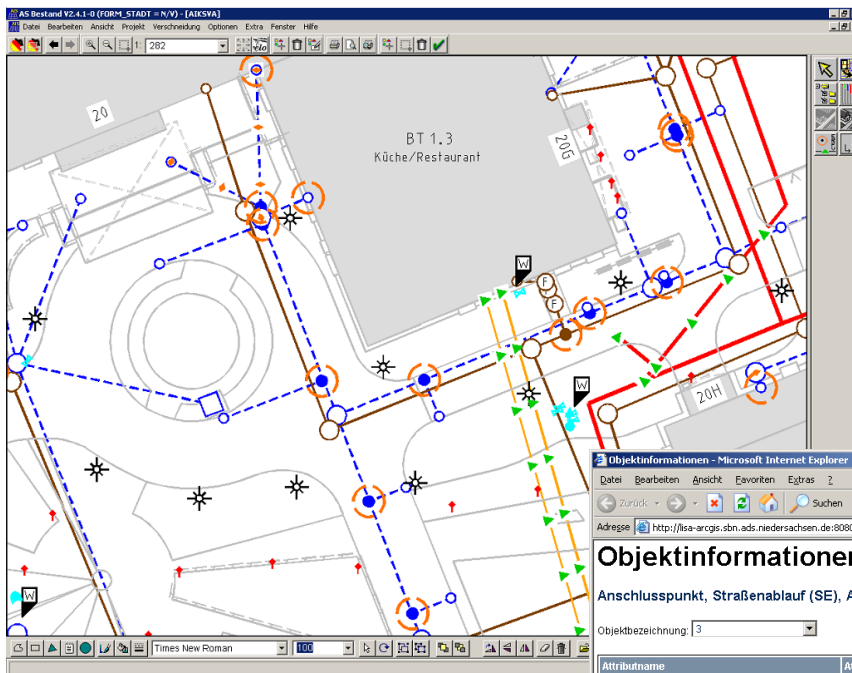 AS Bestand V2.4.1-0 (FORM_STADT = N/V) - [AIKSVA]
Datei Bearbeiten Ansicht Projekt Verschneidung Optionen Extra Fenster Hilfe
1: 282
velo
20
BT 1.3
Küche/Restaurant
20G
W
F
F
W
20H
W
Objektinformationen - Microsoft Internet Explorer
Datei Bearbeiten Ansicht Favoriten Extras ?
Zurück Suchen
Adresse http://lisa-arcgis.sbn.ads.niedersachsen.de:8080
Objektinformationen
Anschlusspunkt, Straßenablauf (SE), A
Objektbezeichnung: 3
Times New Roman 100
Attributname At